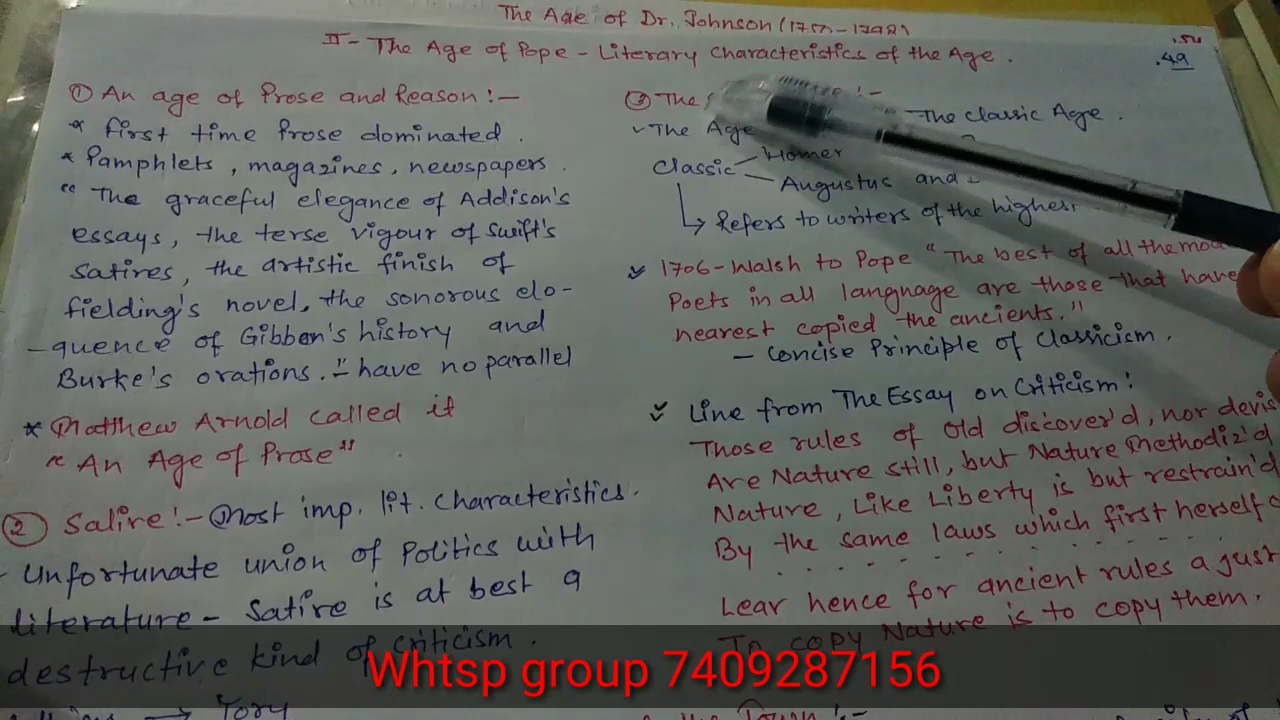 The Age of Dr. Johnson (1750-1798)
II- The Age of Pope - Literary Characteristics of the Age .
.49
① An age of Prose and Reason :-
* first time Prose dominated .
* Pamphlets , magazines , newspapers .
" The graceful elegance of Addison's
essays, the terse vigour of Swift's
satires, the artistic finish of
fielding's novel, the sonorous elo-
-quence of Gibbon's history and
Burke's orations." - have no parallel
* Matthew Arnold called it
" An Age of Prose" .
② Satire :- Most imp. lit. characteristics .
- Unfortunate union of Politics with
literature - Satire is at best a
destructive kind of criticism .
Tory
③ The :-
✓ The Age The Classic Age .
Classic - Homer
- Augustus and
↳ Refers to writers of the highest
✓ 1706 - Walsh to Pope " The best of all the
Poets in all language are those that have
nearest copied the ancients."
- Concise Principle of Classicism .
✓ Line from The Essay on Criticism :
Those rules of old discover'd, nor
Are Nature still, but Nature Methodiz'd
Nature, Like Liberty is but restrain'd
By the same laws which first herself
. . . . . . . . . . . .
Lear hence for ancient rules a just
To copy Nature is to copy them .
Whtsp group 7409287156